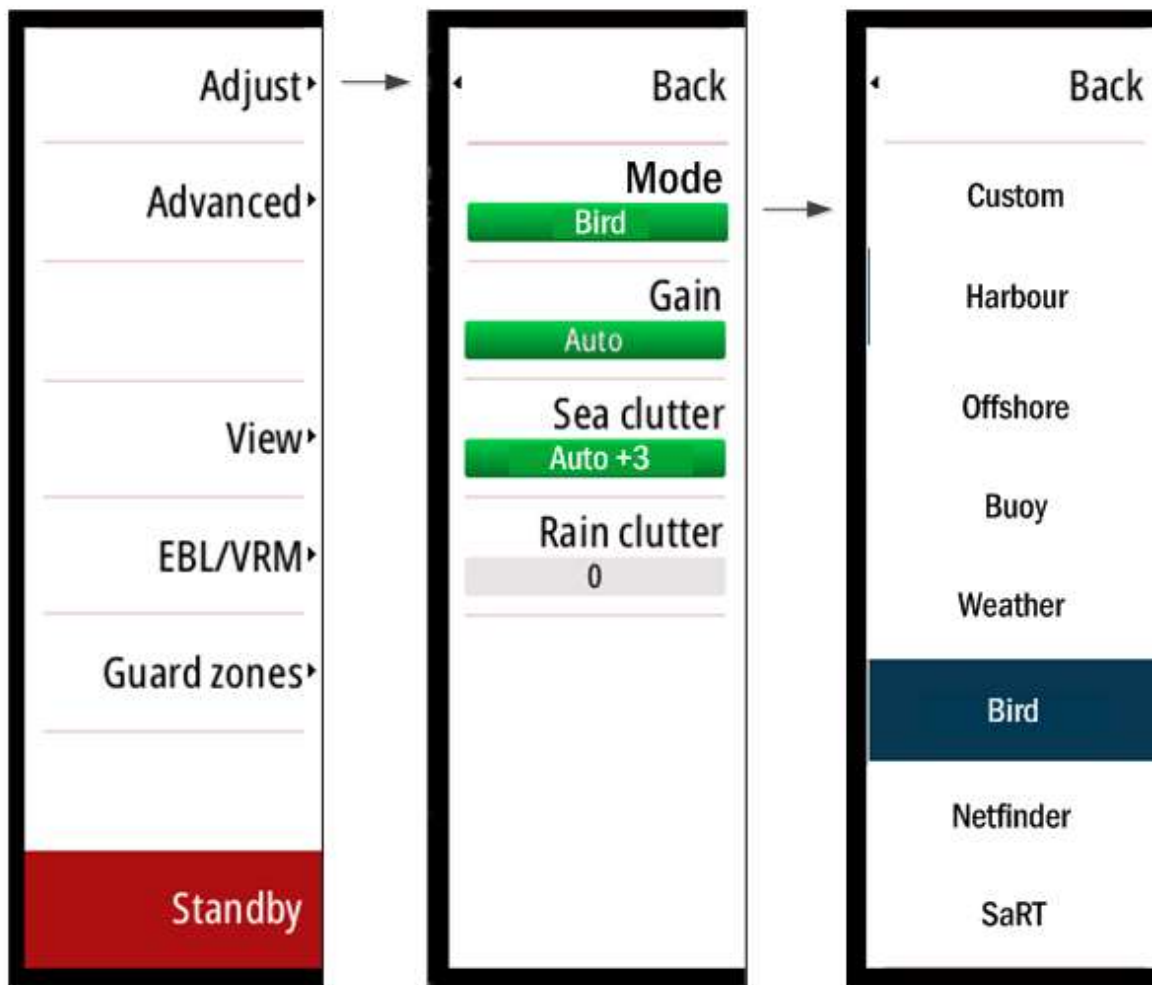 Adjust
Advanced
View
EBL/VRM
Guard zones
Standby
Back
Mode
Bird
Gain
Auto
Sea clutter
Auto +3
Rain clutter
0
Back
Custom
Harbour
Offshore
Buoy
Weather
Bird
Netfinder
SaRT